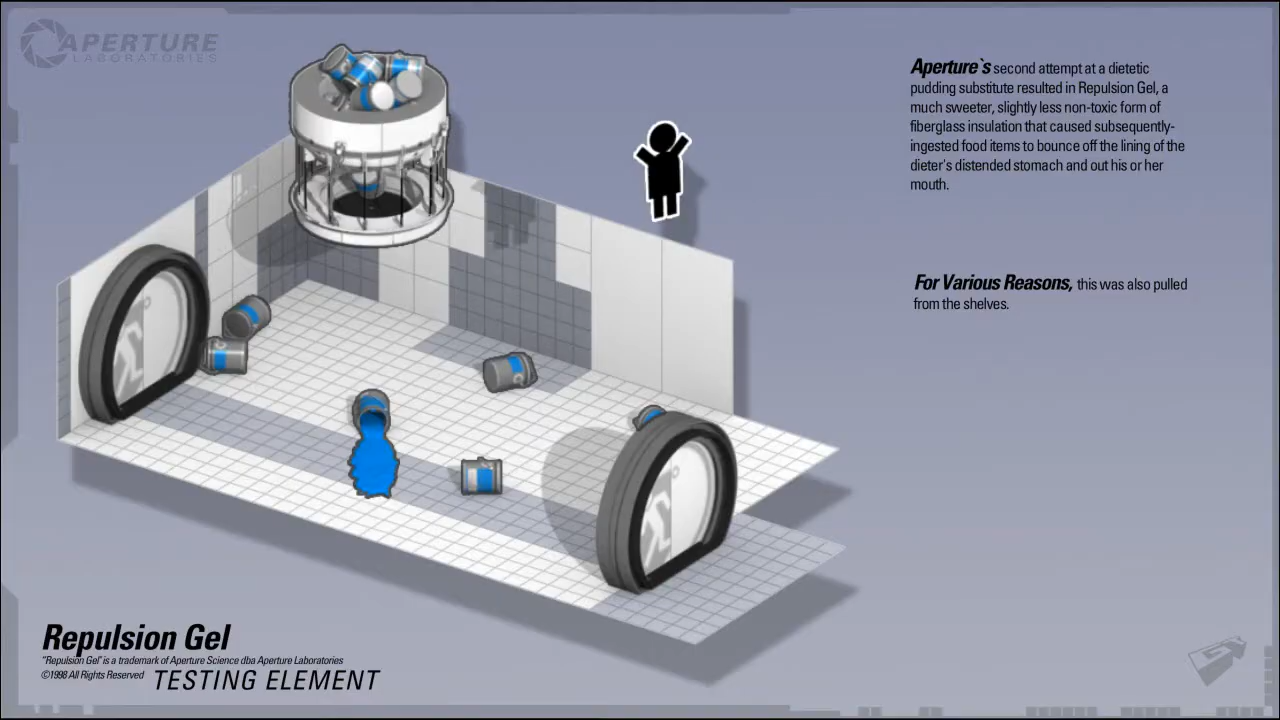 APERTURE
LABORATORIES
Aperture`s second attempt at a dietetic
pudding substitute resulted in Repulsion Gel, a
much sweeter, slightly less non-toxic form of
fiberglass insulation that caused subsequently-
ingested food items to bounce off the lining of the
dieter's distended stomach and out his or her
mouth.
For Various Reasons, this was also pulled
from the shelves.
Repulsion Gel
"Repulsion Gel" is a trademark of Aperture Science dba Aperture Laboratories
©1998 All Rights Reserved
TESTING ELEMENT